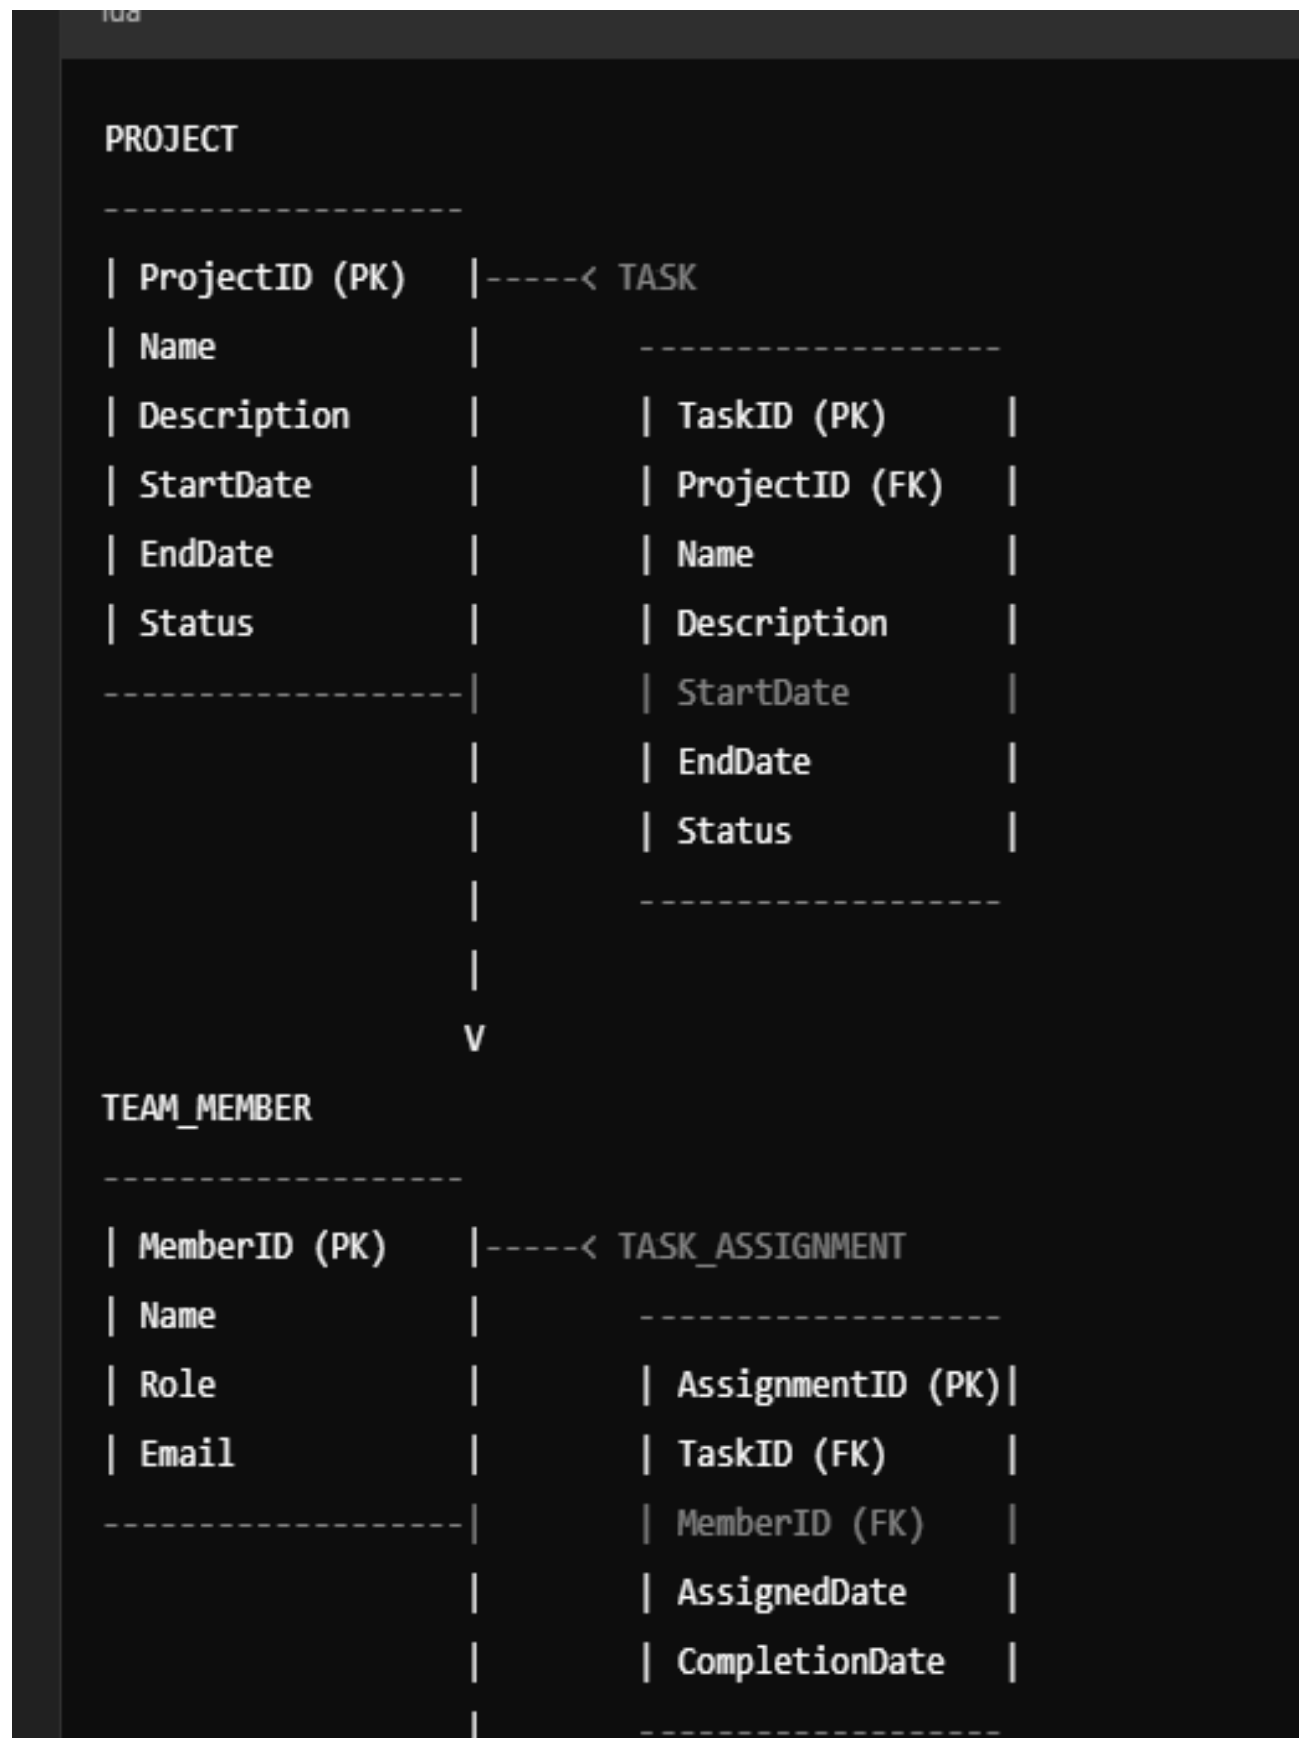 lua
PROJECT
-------------------
| ProjectID (PK)   |-----< TASK
| Name             |        -------------------
| Description      |        | TaskID (PK)      |
| StartDate        |        | ProjectID (FK)   |
| EndDate          |        | Name             |
| Status           |        | Description      |
-------------------|        | StartDate        |
                   |        | EndDate          |
                   |        | Status           |
                   |        -------------------
                   |
                   V
TEAM_MEMBER
-------------------
| MemberID (PK)    |-----< TASK_ASSIGNMENT
| Name             |        -------------------
| Role             |        | AssignmentID (PK)|
| Email            |        | TaskID (FK)      |
-------------------|        | MemberID (FK)    |
                   |        | AssignedDate     |
                   |        | CompletionDate   |
                   |        -------------------